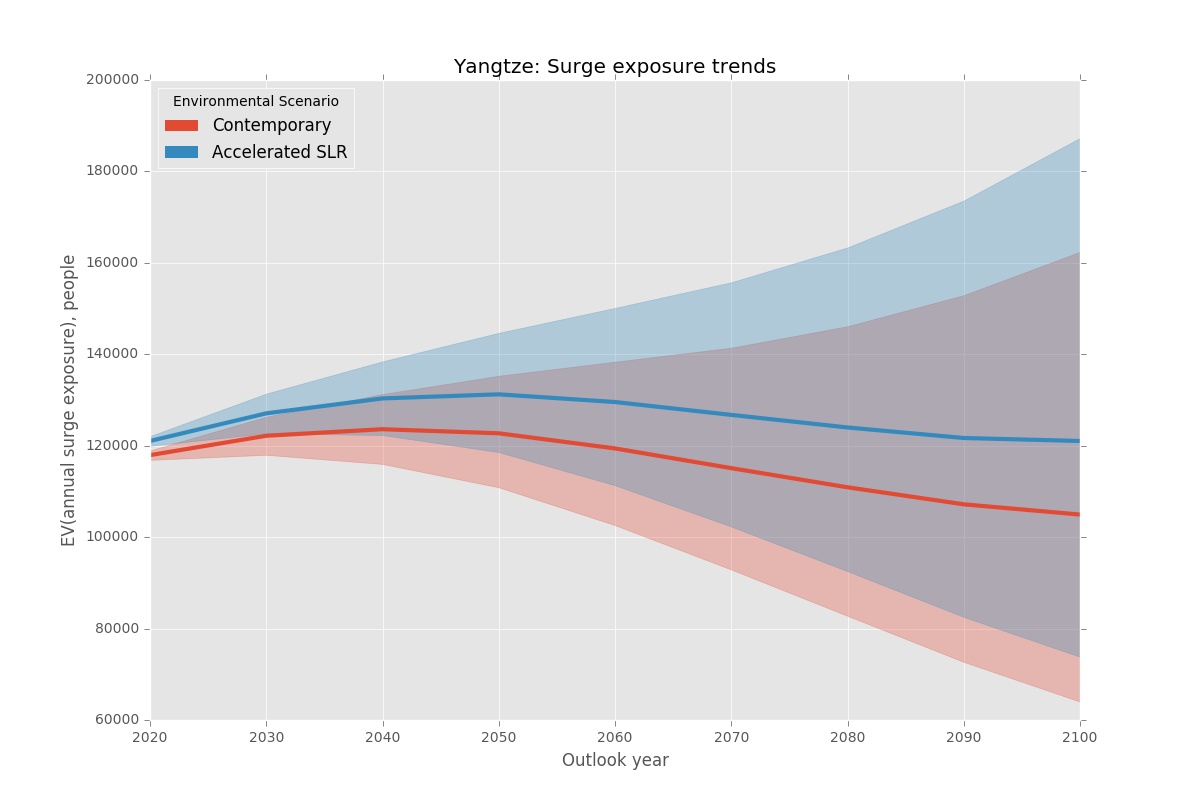 Yangtze: Surge exposure trends
Environmental Scenario
Contemporary
Accelerated SLR
EV(annual surge exposure), people
200000
180000
160000
140000
120000
100000
80000
60000
2020 2030 2040 2050 2060 2070 2080 2090 2100
Outlook year